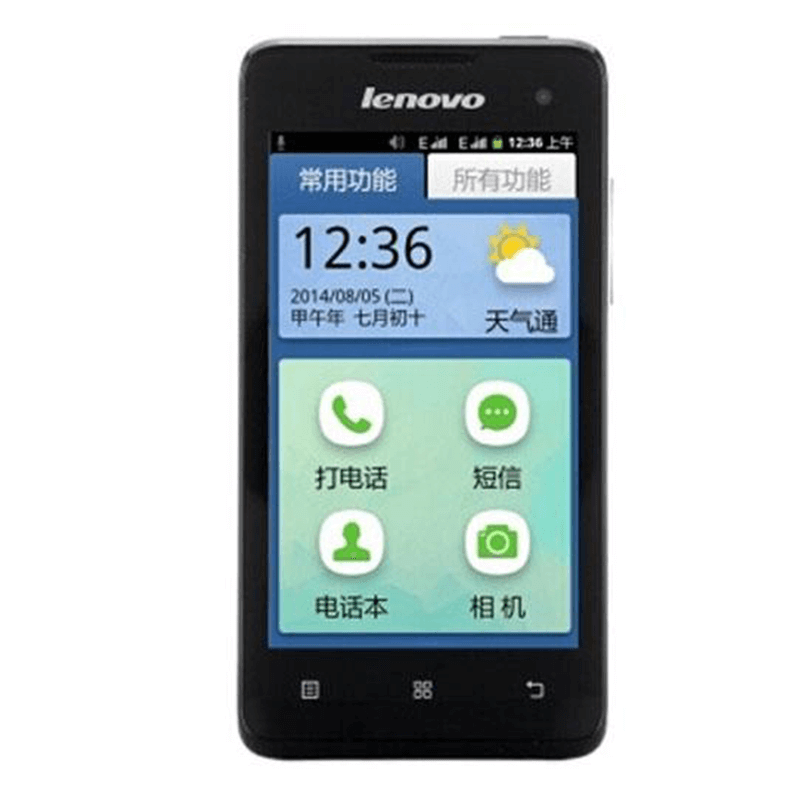 lenovo
E E 12:36 上午
常用功能 所有功能
12:36
2014/08/05 (二)
甲午年 七月初十 天气通
打电话 短信
电话本 相机